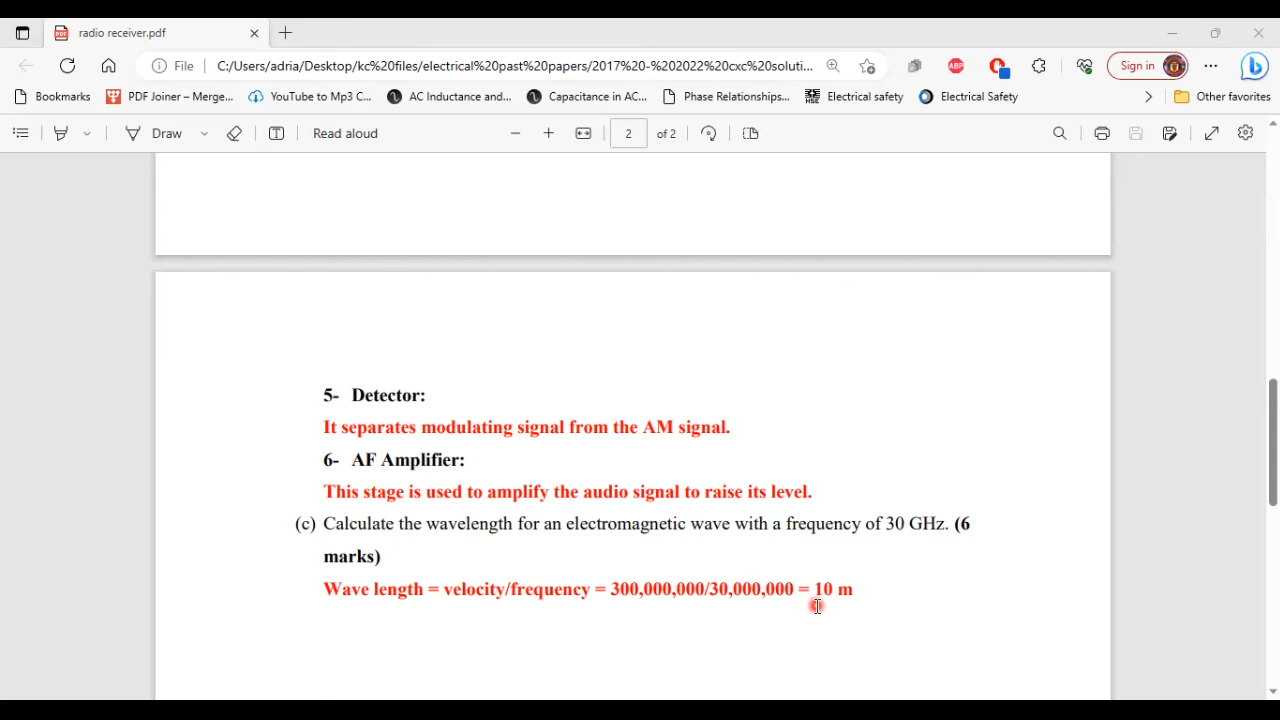 radio receiver.pdf
File
C:/Users/adria/Desktop/kc%20files/electrical%20past%20papers/2017%20-%202022%20cxc%20soluti...
Sign in
Bookmarks
PDF Joiner – Merge...
YouTube to Mp3 C...
AC Inductance and...
Capacitance in AC...
Phase Relationships...
Electrical safety
Electrical Safety
Other favorites
Draw
Read aloud
2 of 2
5- Detector:
It separates modulating signal from the AM signal.
6- AF Amplifier:
This stage is used to amplify the audio signal to raise its level.
(c) Calculate the wavelength for an electromagnetic wave with a frequency of 30 GHz. (6
marks)
Wave length = velocity/frequency = 300,000,000/30,000,000 = 10 m